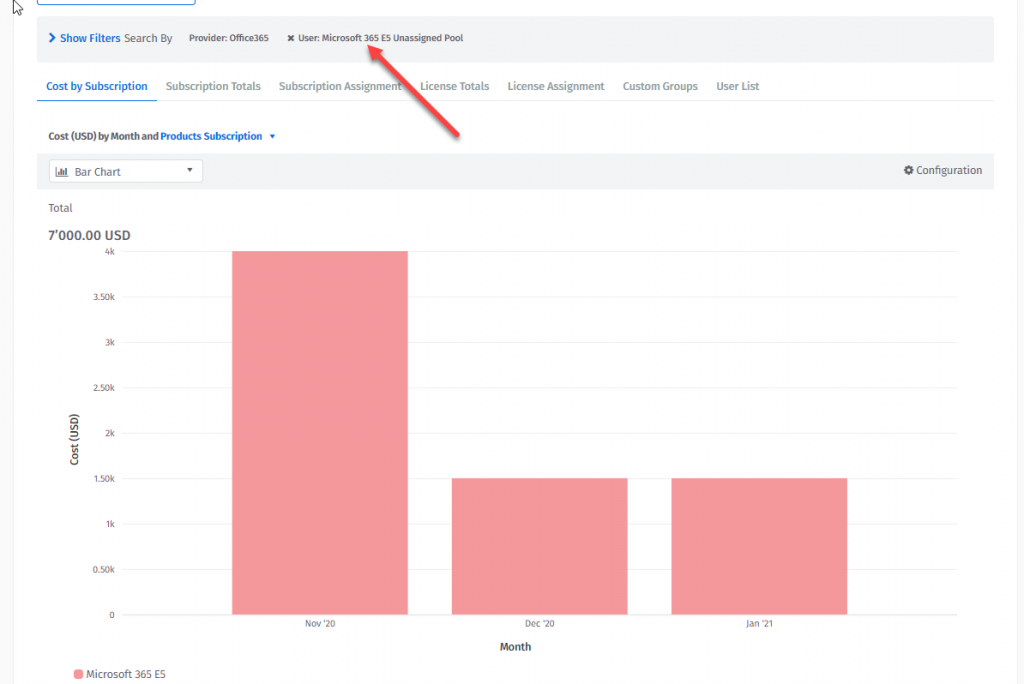 Show Filters Search By Provider: Office365 ✖ User: Microsoft 365 E5 Unassigned Pool
Cost by Subscription Subscription Totals Subscription Assignment License Totals License Assignment Custom Groups User List
Cost (USD) by Month and Products Subscription
Bar Chart Configuration
Total
7'000.00 USD
4k
3.50k
3k
2.50k
2k
1.50k
1k
0.50k
0
Cost (USD)
Nov '20 Dec '20 Jan '21
Month
Microsoft 365 E5